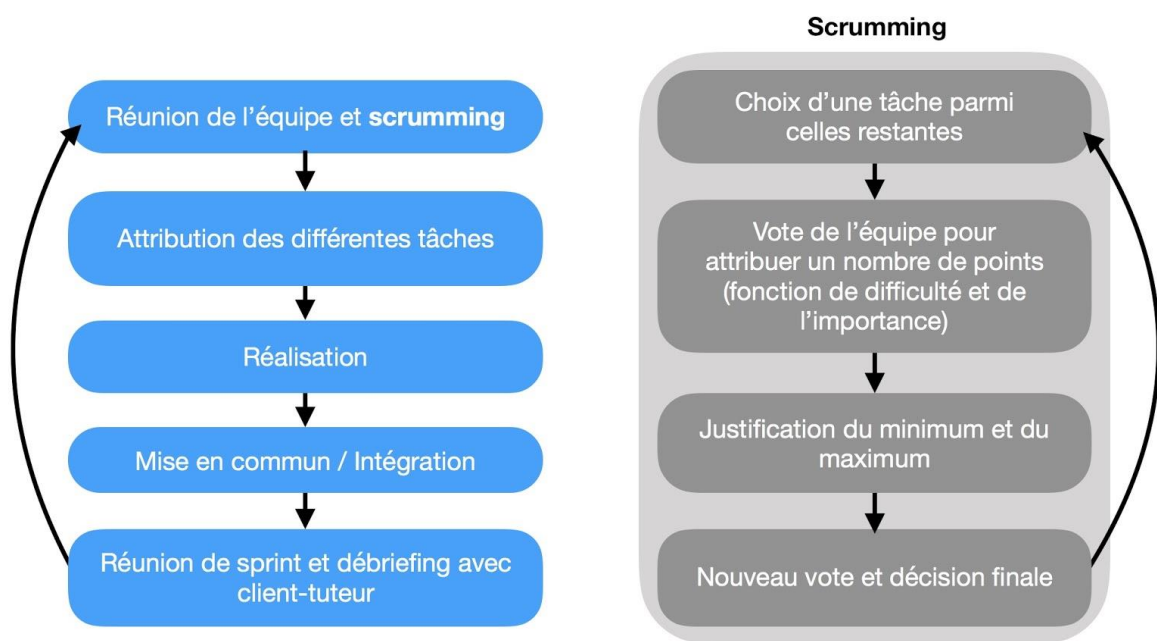 Réunion de l’équipe et scrumming
Attribution des différentes tâches
Réalisation
Mise en commun / Intégration
Réunion de sprint et débriefing avec
client-tuteur
Scrumming
Choix d’une tâche parmi
celles restantes
Vote de l’équipe pour
attribuer un nombre de points
(fonction de difficulté et de
l’importance)
Justification du minimum et du
maximum
Nouveau vote et décision finale